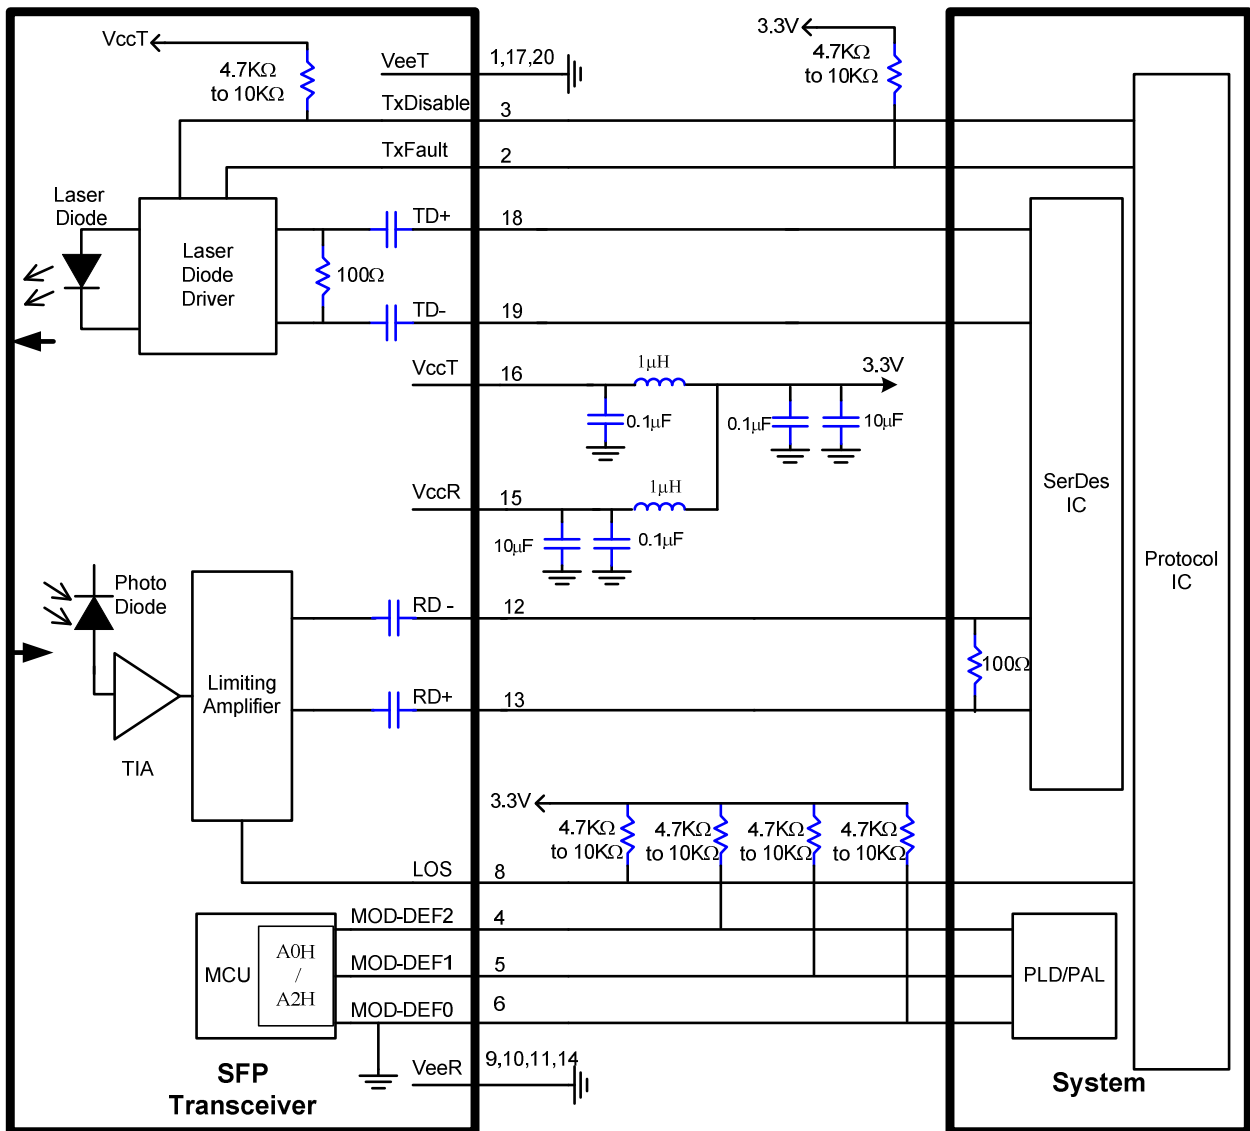 VccT
4.7KΩ
to 10KΩ
VeeT
1,17,20
3.3V
4.7KΩ
to 10KΩ
TxDisable
3
TxFault
2
Laser
Diode
Laser
Diode
Driver
100Ω
TD+
18
TD-
19
VccT
16
1μH
3.3V
0.1μF
0.1μF
10μF
VccR
15
1μH
10μF
0.1μF
SerDes
IC
Protocol
IC
Photo
Diode
TIA
Limiting
Amplifier
RD -
12
RD+
13
100Ω
3.3V
4.7KΩ
to 10KΩ
4.7KΩ
to 10KΩ
4.7KΩ
to 10KΩ
4.7KΩ
to 10KΩ
LOS
8
MCU
A0H
/
A2H
MOD-DEF2
4
MOD-DEF1
5
MOD-DEF0
6
PLD/PAL
VeeR
9,10,11,14
SFP
Transceiver
System